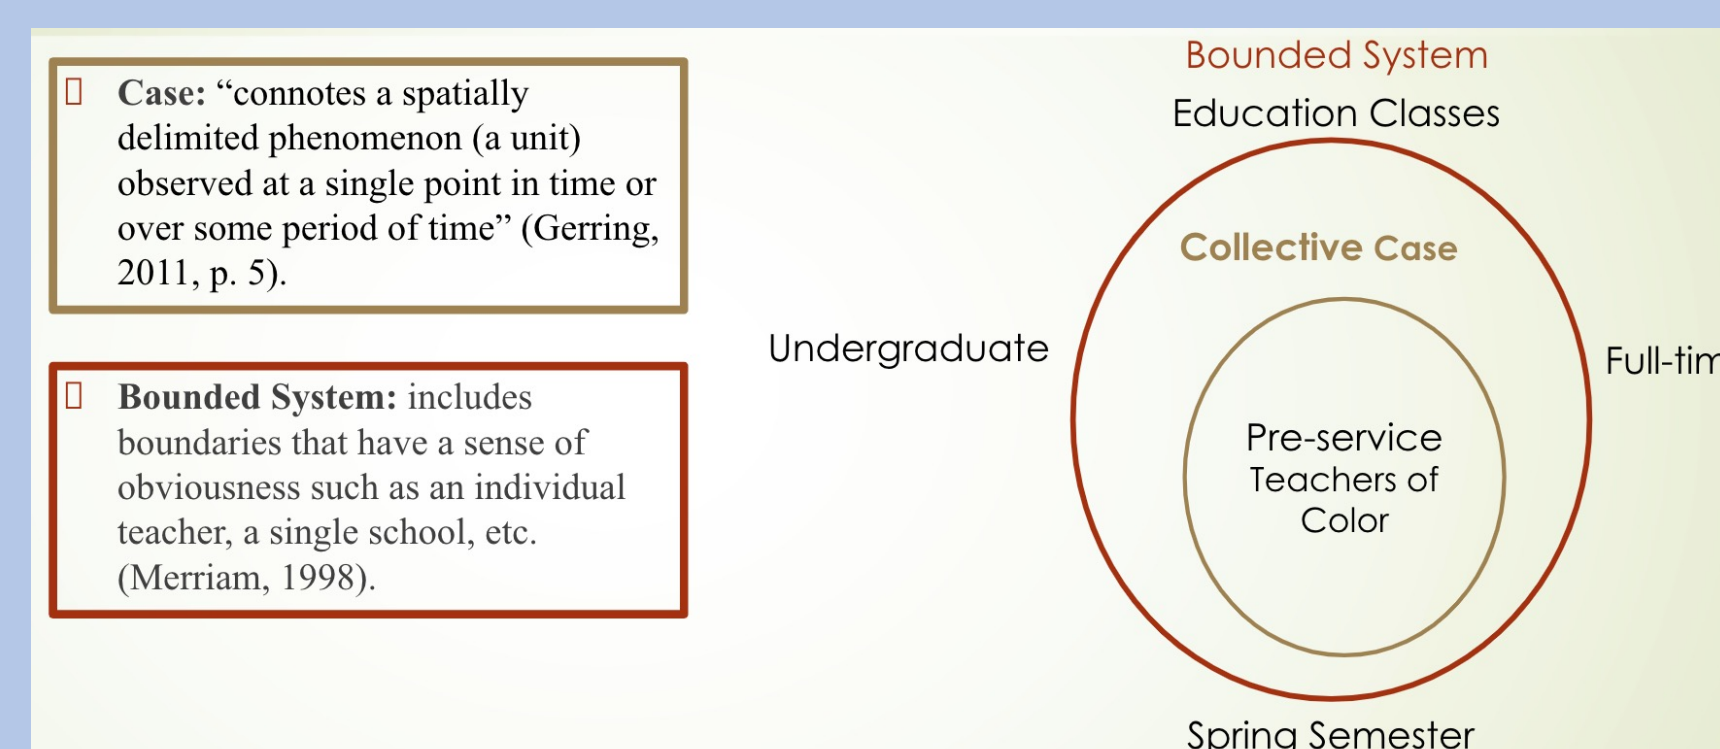 Case: “connotes a spatially
delimited phenomenon (a unit)
observed at a single point in time or
over some period of time” (Gerring,
2011, p. 5).
Bounded System: includes
boundaries that have a sense of
obviousness such as an individual
teacher, a single school, etc.
(Merriam, 1998).
Bounded System
Education Classes
Collective Case
Undergraduate
Full-tim
Pre-service
Teachers of
Color
Spring Semester